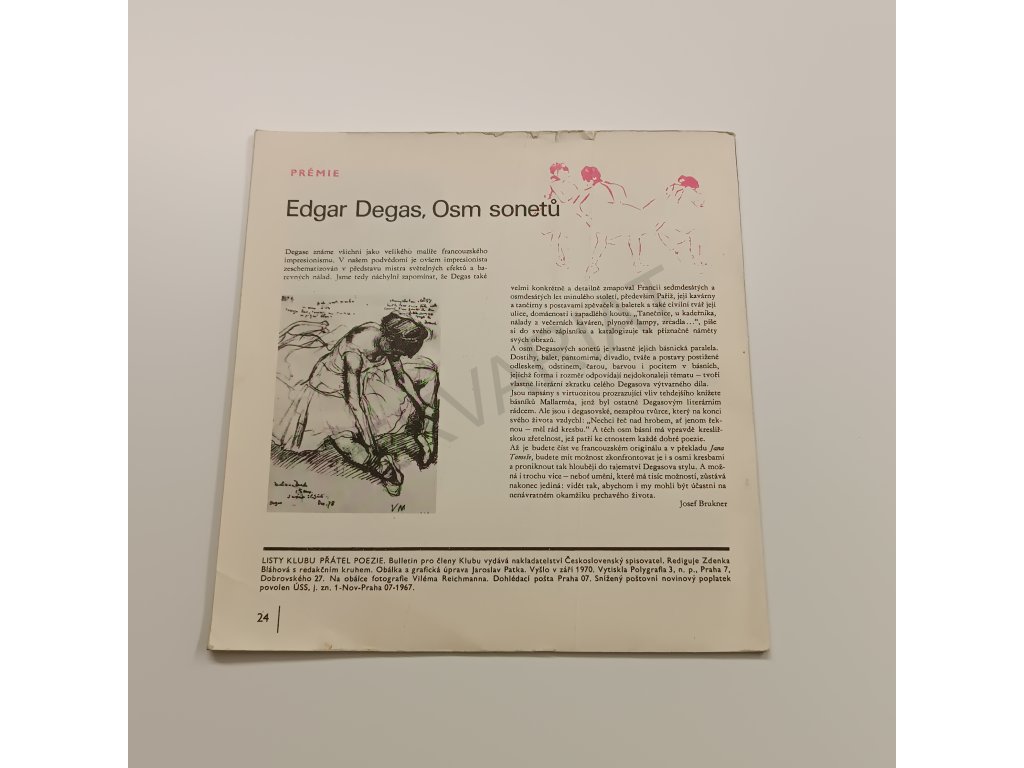 PRÉMIE
Edgar Degas, Osm sonetů
Degase známe všichni jako velikého malíře francouzského
impresionismu. V našem podvědomí je ovšem impresionista
zeschematizován v představu mistra světelných efektů a ba-
revných nálad. Jsme tedy náchylní zapomínat, že Degas také
velmi konkrétně a detailně zmapoval Francii sedmdesátých a
osmdesátých let minulého století, především Paříž, její kavárny
a tančírny s postavami zpěvaček a baletek a také civilní tvář její
ulice, domácností i zapadlého koutu. „Tanečnice, u kadeřníka,
nálady z večerních kaváren, plynové lampy, zrcadla...“, píše
si do svého zápisníku a katalogizuje tak příznačné náměty
svých obrazů.
A osm Degasových sonetů je vlastně jejich básnická paralela.
Dostihy, balet, pantomima, divadlo, tváře a postavy postižené
odleskem, odstínem, čarou, barvou i pocitem v básních,
jejichž forma i rozměr odpovídají nejdokonaleji tématu – tvoří
vlastně literární zkratku celého Degasova výtvarného díla.
Jsou napsány s virtuozitou prozrazující vliv tehdejšího knížete
básníků Mallarméa, jenž byl ostatně Degasovým literárním
rádcem. Ale jsou i degasovské, nezapřou tvůrce, který na konci
svého života vzdychl: „Nechci řeč nad hrobem, ať jenom řek-
nou – měl rád kresbu.“ A těch osm básní má vpravdě kreslíř-
skou zřetelnost, jež patří ke ctnostem každé dobré poezie.
Až je budete číst ve francouzském originálu a v překladu Jana
Tomeše, budete mít možnost zkonfrontovat je i s osmi kresbami
a proniknout tak hlouběji do tajemství Degasova stylu. A mož-
ná i trochu více – neboť umění, které má tisíc možností, zůstává
nakonec jediná: vidět tak, abychom i my mohli být účastni na
nenávratném okamžiku prchavého života.
Josef Brukner
Degas
VM
LISTY KLUBU PŘÁTEL POEZIE. Bulletin pro členy Klubu vydává nakladatelství Československý spisovatel. Rediguje Zdenka
Bláhová s redakčním kruhem. Obálka a grafická úprava Jaroslav Patka. Vyšlo v září 1970. Vytiskla Polygrafia 3, n. p., Praha 7,
Dobrovského 27. Na obálce fotografie Viléma Reichmanna. Dohlédací pošta Praha 07. Snížený poštovní novinový poplatek
povolen ÚSS, j. zn. 1-Nov-Praha 07-1967.
24